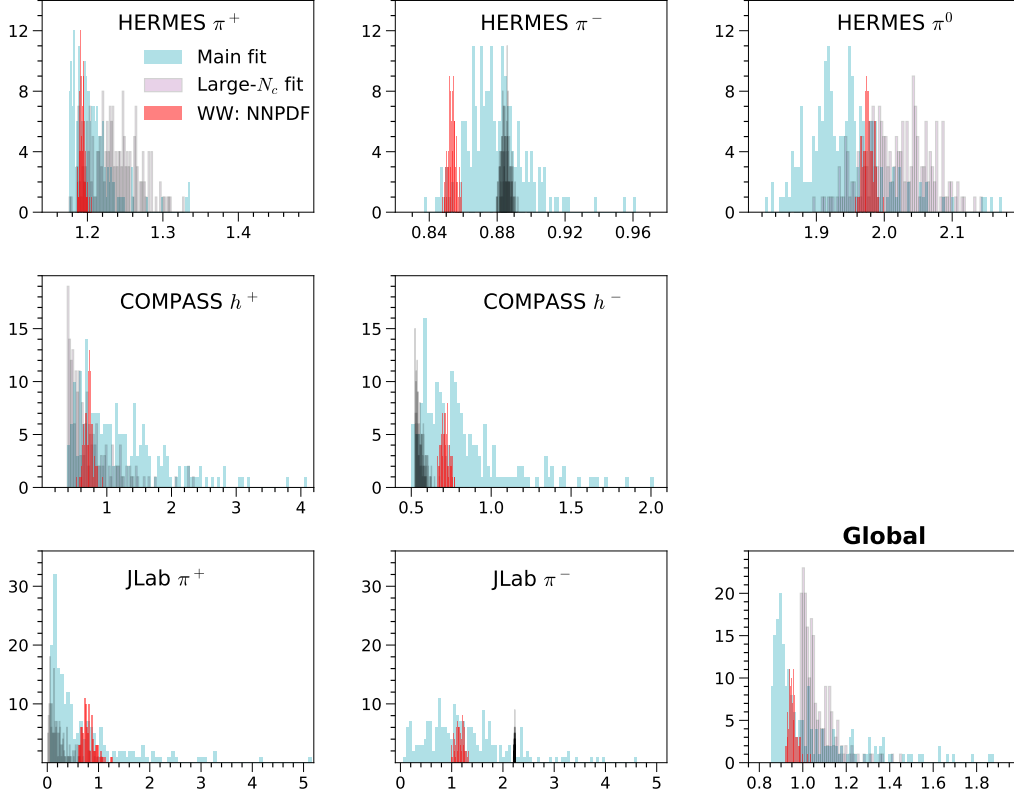 HERMES π⁺
Main fit
Large-N_c fit
WW: NNPDF
12
8
4
0
1.2 1.3 1.4
HERMES π⁻
12
8
4
0
0.84 0.88 0.92 0.96
HERMES π⁰
12
8
4
0
1.9 2.0 2.1
COMPASS h⁺
15
10
5
0
1 2 3 4
COMPASS h⁻
15
10
5
0
0.5 1.0 1.5 2.0
JLab π⁺
30
20
10
0 1 2 3 4 5
JLab π⁻
30
20
10
0 1 2 3 4 5
Global
20
15
10
5
0
0.8 1.0 1.2 1.4 1.6 1.8